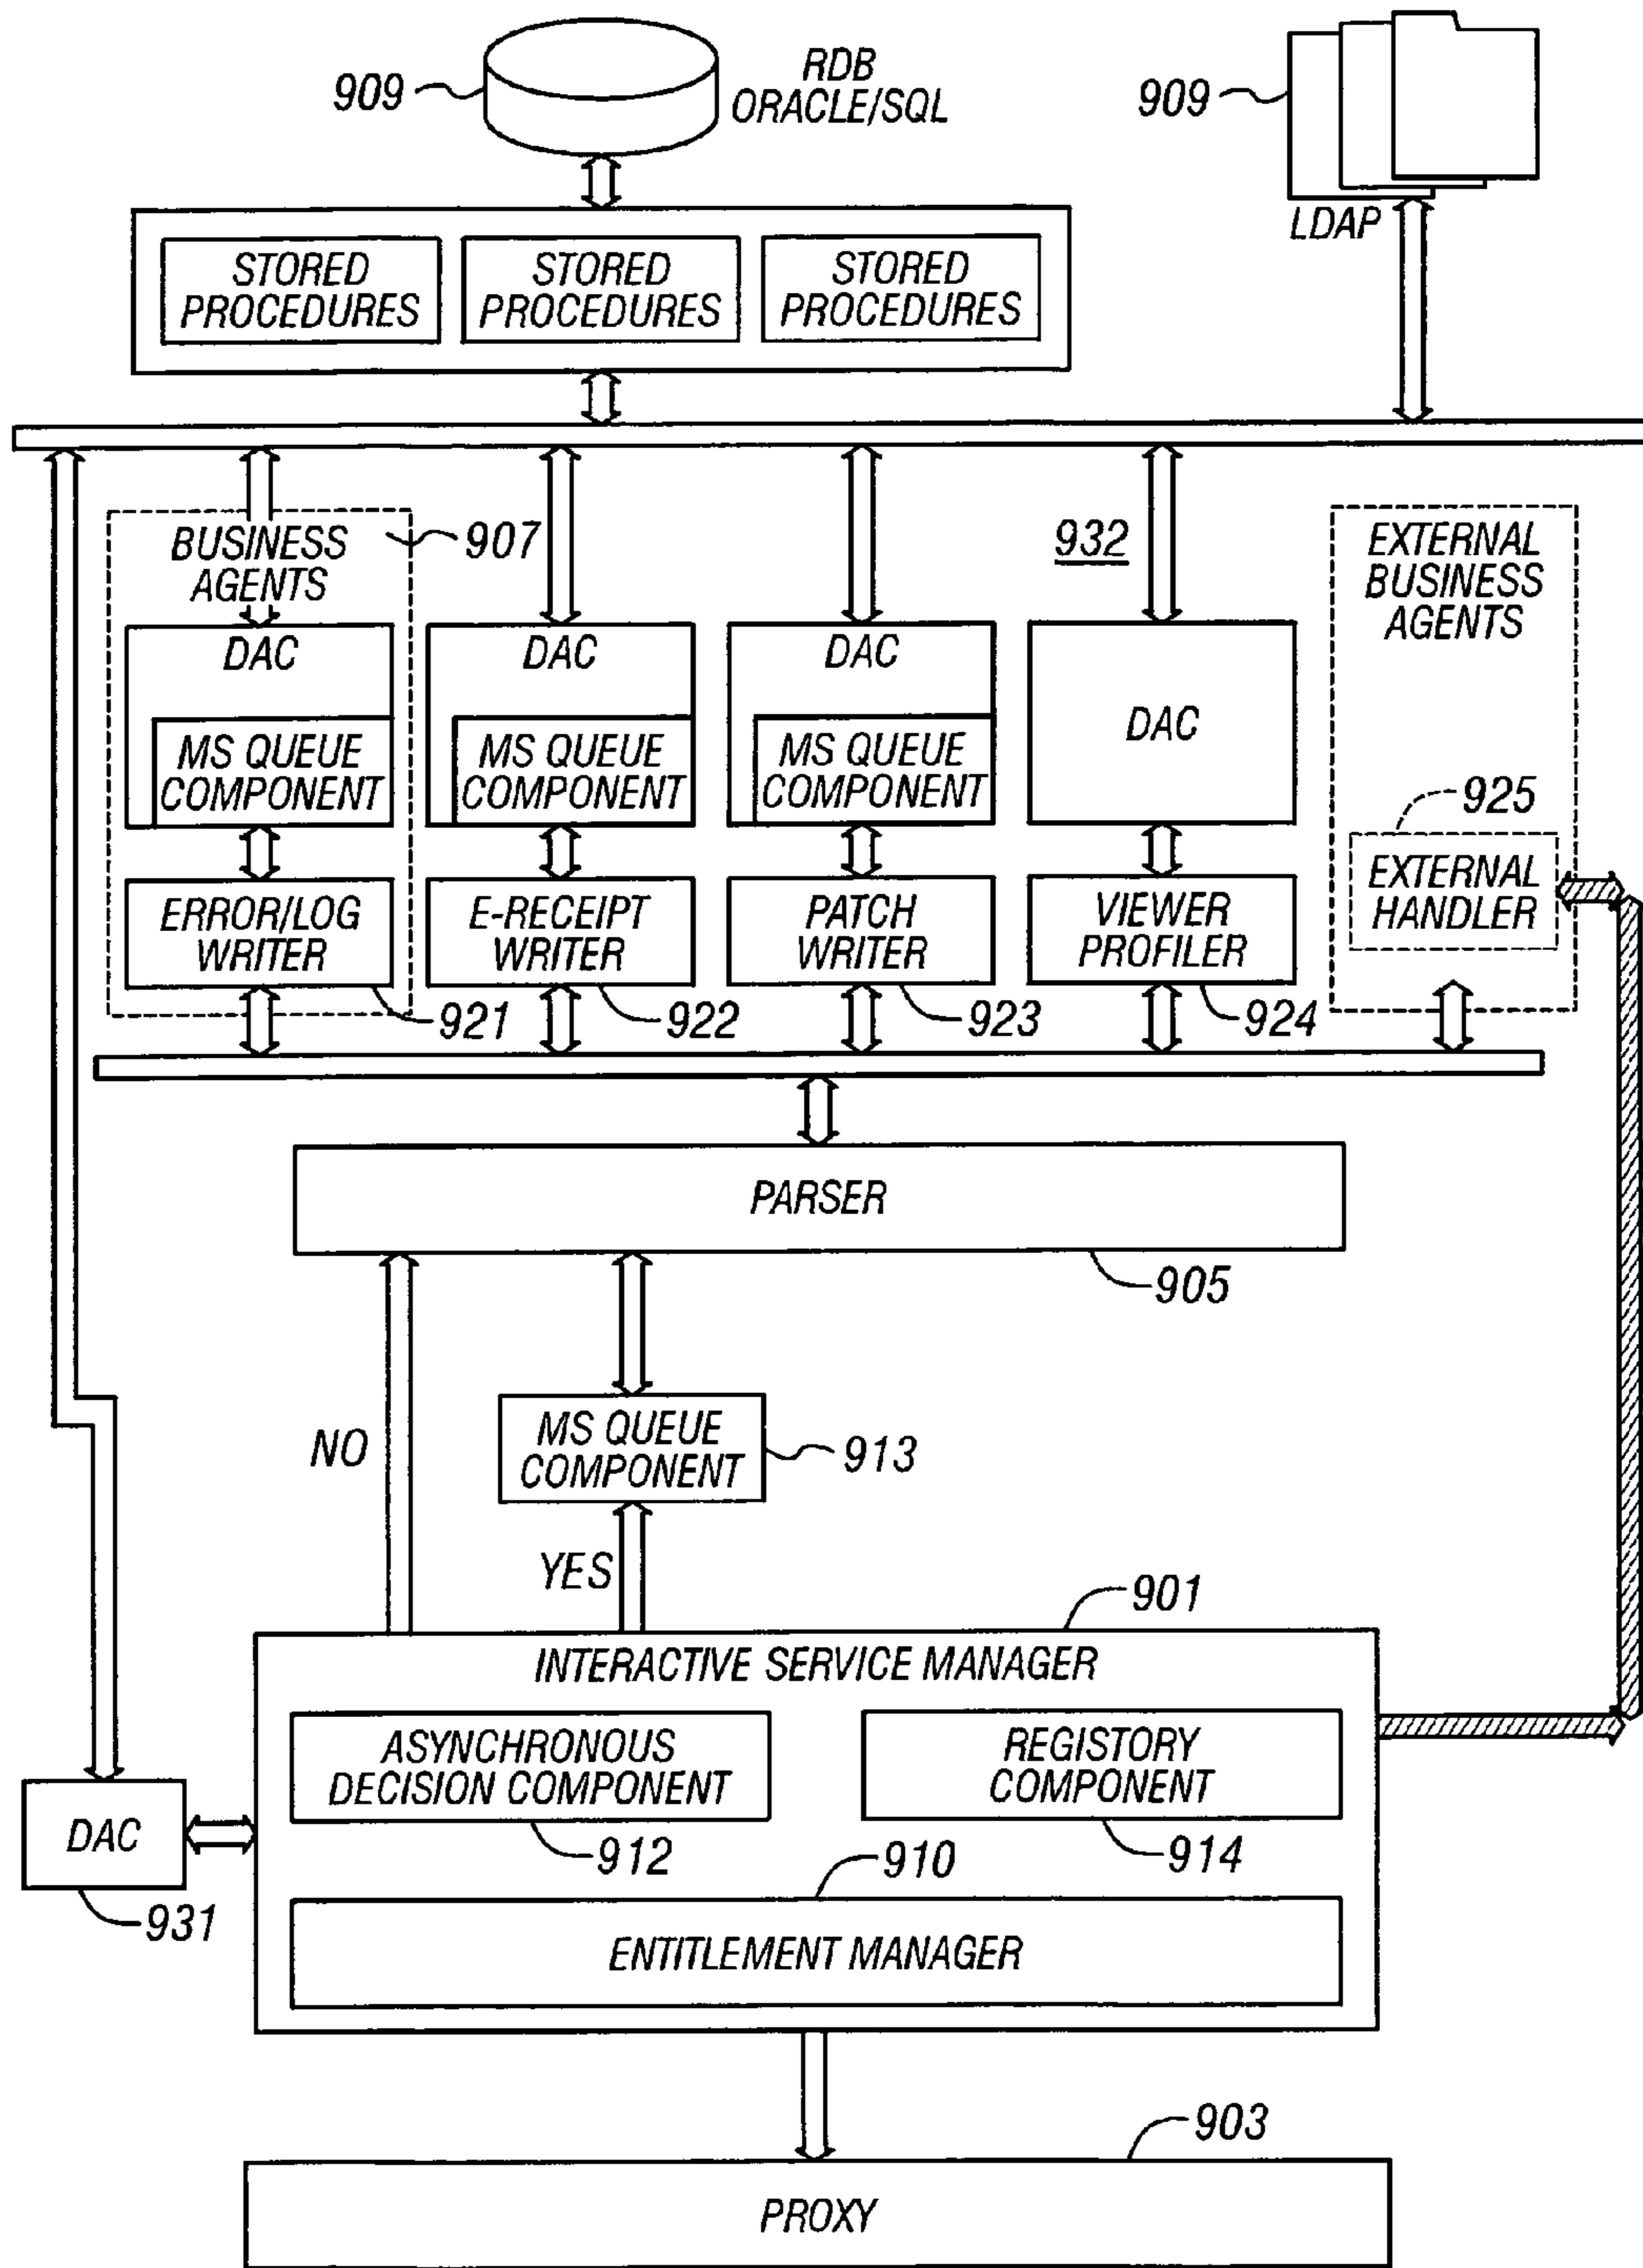 909
RDB
ORACLE/SQL
909
LDAP
STORED
PROCEDURES
STORED
PROCEDURES
STORED
PROCEDURES
BUSINESS
AGENTS
907
932
EXTERNAL
BUSINESS
AGENTS
DAC
MS QUEUE
COMPONENT
DAC
MS QUEUE
COMPONENT
DAC
MS QUEUE
COMPONENT
DAC
925
EXTERNAL
HANDLER
ERROR/LOG
WRITER
E-RECEIPT
WRITER
PATCH
WRITER
VIEWER
PROFILER
921
922
923
924
PARSER
905
NO
MS QUEUE
COMPONENT
913
YES
901
INTERACTIVE SERVICE MANAGER
ASYNCHRONOUS
DECISION COMPONENT
REGISTORY
COMPONENT
DAC
912
914
931
910
ENTITLEMENT MANAGER
903
PROXY